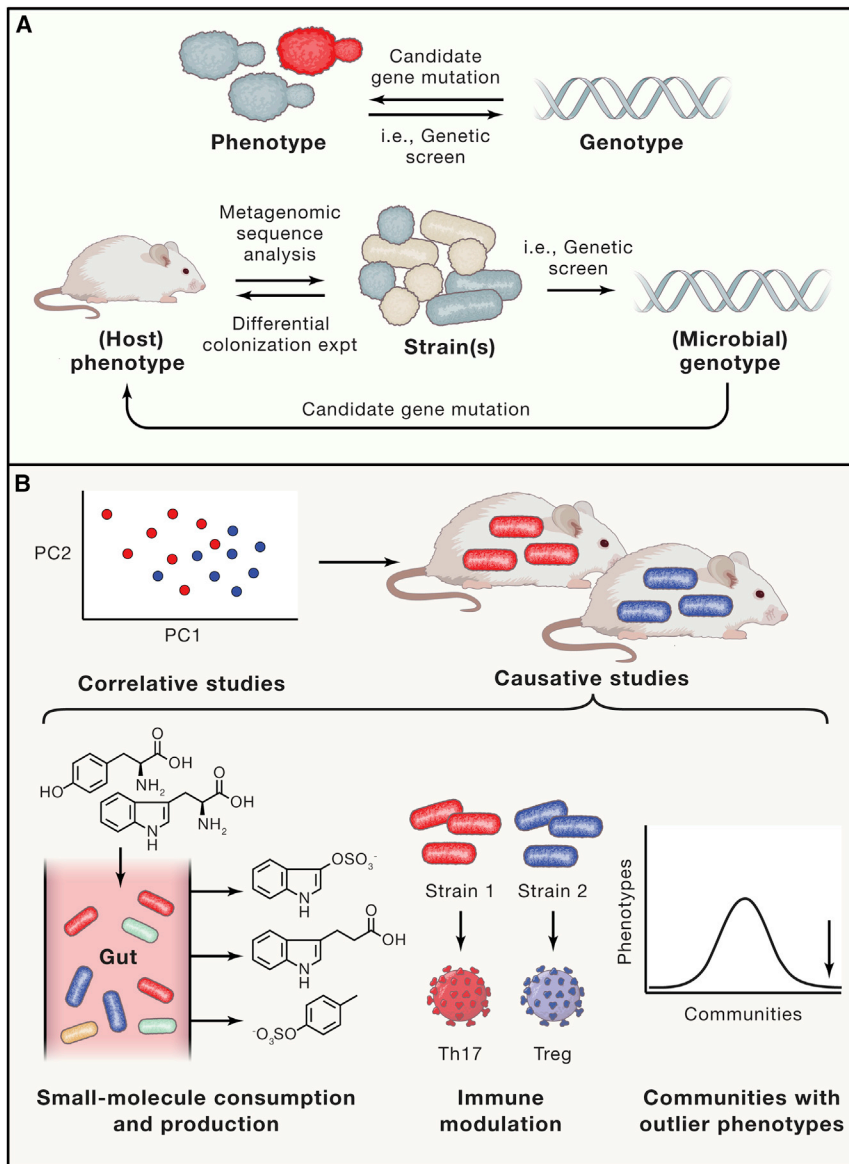 A
Candidate
gene mutation
Phenotype
i.e., Genetic
screen
Genotype
Metagenomic
sequence
analysis
i.e., Genetic
screen
(Host)
phenotype
Differential
colonization expt
Strain(s)
(Microbial)
genotype
Candidate gene mutation
B
PC2
PC1
Correlative studies
Causative studies
O
OH
NH2
HO
O
OH
NH2
N
H
Gut
OSO3-
N
H
O
OH
N
H
-O3SO
Small-molecule consumption
and production
Strain 1
Strain 2
Th17
Treg
Immune
modulation
Phenotypes
Communities
Communities with
outlier phenotypes